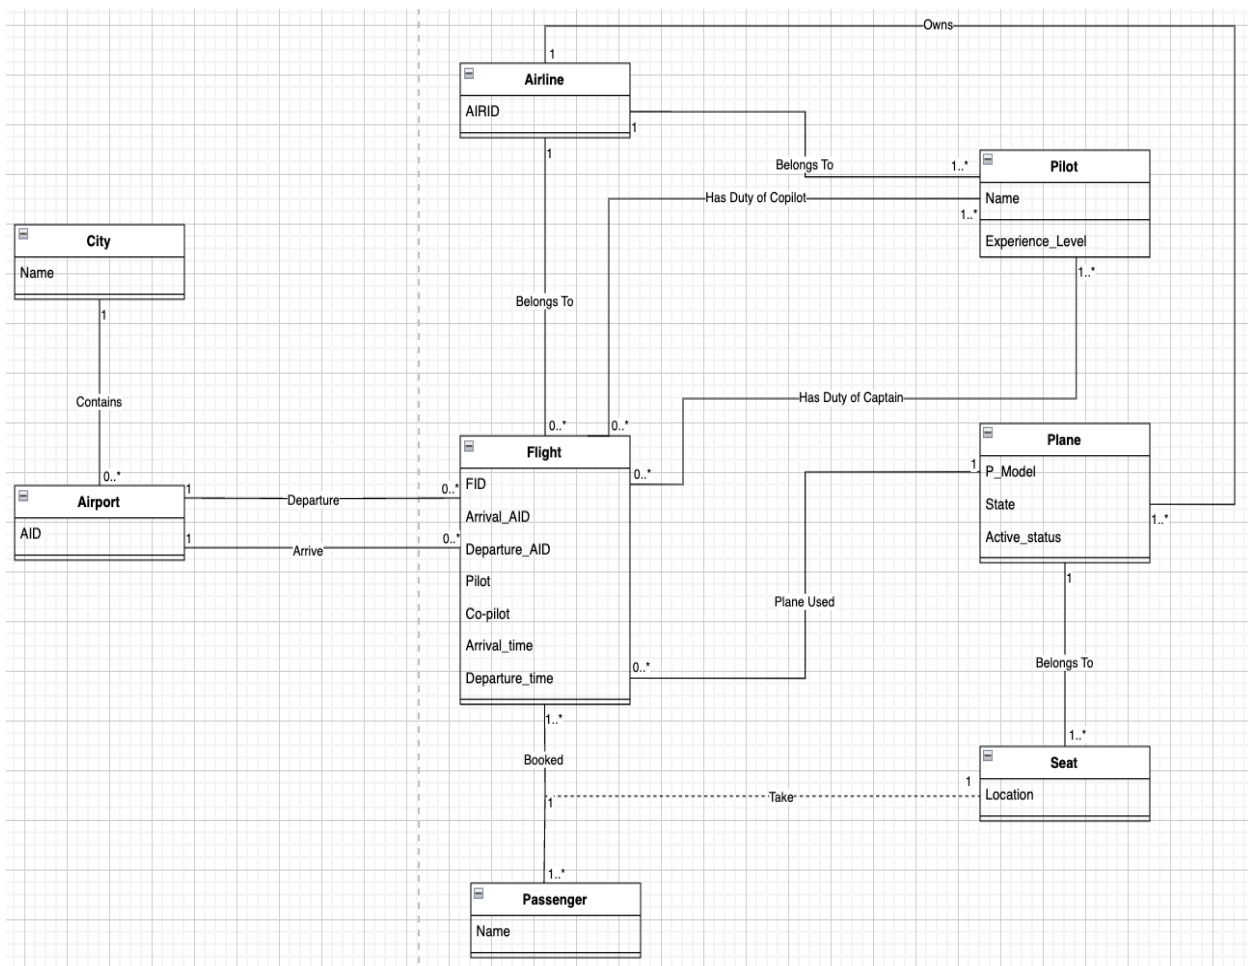 Owns
1
Airline
AIRID
1
1
Belongs To
1..*
Pilot
Name
Experience_Level
Has Duty of Copilot
1..*
1..*
City
Name
1
Belongs To
Contains
Has Duty of Captain
0..*
0..*
0..*
Flight
FID
Arrival_AID
Departure_AID
Pilot
Co-pilot
Arrival_time
Departure_time
0..*
Airport
AID
1
Departure
0..*
1
Arrive
0..*
Plane
P_Model
State
Active_status
1
1..*
Plane Used
0..*
1
Belongs To
1..*
Seat
Location
1..*
Booked
1
Take
1
1..*
Passenger
Name